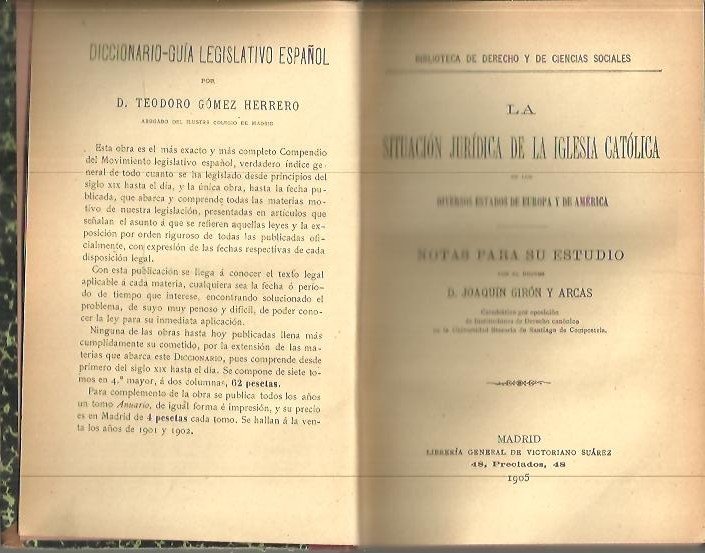 DICCIONARIO-GUÍA LEGISLATIVO ESPAÑOL
POR
D. TEODORO GÓMEZ HERRERO
ABOGADO DEL ILUSTRE COLEGIO DE MADRID
Esta obra es el más exacto y más completo Compendio
del Movimiento legislativo español, verdadero índice ge-
neral de todo cuanto se ha legislado desde principios del
siglo XIX hasta el día, y la única obra, hasta la fecha pu-
blicada, que abarca y comprende todas las materias mo-
tivo de nuestra legislación, presentadas en artículos que
señalan el asunto á que se refieren aquellas leyes y la ex-
posición por orden riguroso de todas las publicadas ofi-
cialmente, con expresión de las fechas respectivas de cada
disposición legal.
Con esta publicación se llega á conocer el texto legal
aplicable á cada materia, cualquiera sea la fecha ó perío-
do de tiempo que interese, encontrando solucionado el
problema, de suyo muy penoso y difícil, de poder cono-
cer la ley para su inmediata aplicación.
Ninguna de las obras hasta hoy publicadas llena más
cumplidamente su cometido, por la extensión de las ma-
terias que abarca este DICCIONARIO, pues comprende desde
primero del siglo XIX hasta el día. Se compone de siete to-
mos en 4.º mayor, á dos columnas, 62 pesetas.
Para complemento de la obra se publica todos los años
un tomo Anuario, de igual forma é impresión, y su precio
es en Madrid de 4 pesetas cada tomo. Se hallan á la ven-
ta los años de 1901 y 1902.
BIBLIOTECA DE DERECHO Y DE CIENCIAS SOCIALES
LA
SITUACIÓN JURÍDICA DE LA IGLESIA CATÓLICA
EN LOS
DIVERSOS ESTADOS DE EUROPA Y DE AMÉRICA
NOTAS PARA SU ESTUDIO
POR EL DOCTOR
D. JOAQUÍN GIRÓN Y ARCAS
Catedrático por oposición
de Instituciones de Derecho canónico
en la Universidad literaria de Santiago de Compostela.
MADRID
LIBRERÍA GENERAL DE VICTORIANO SUÁREZ
48, Preciados, 48
1905